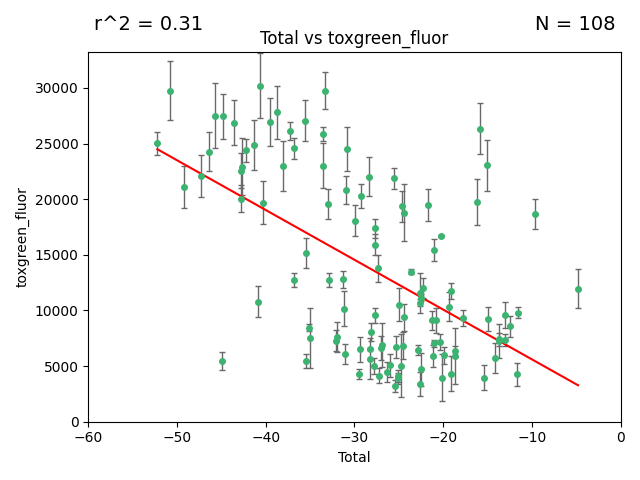 r^2 = 0.31
N = 108
Total vs toxgreen_fluor
toxgreen_fluor
30000
25000
20000
15000
10000
5000
0
−60
−50
−40
−30
−20
−10
0
Total